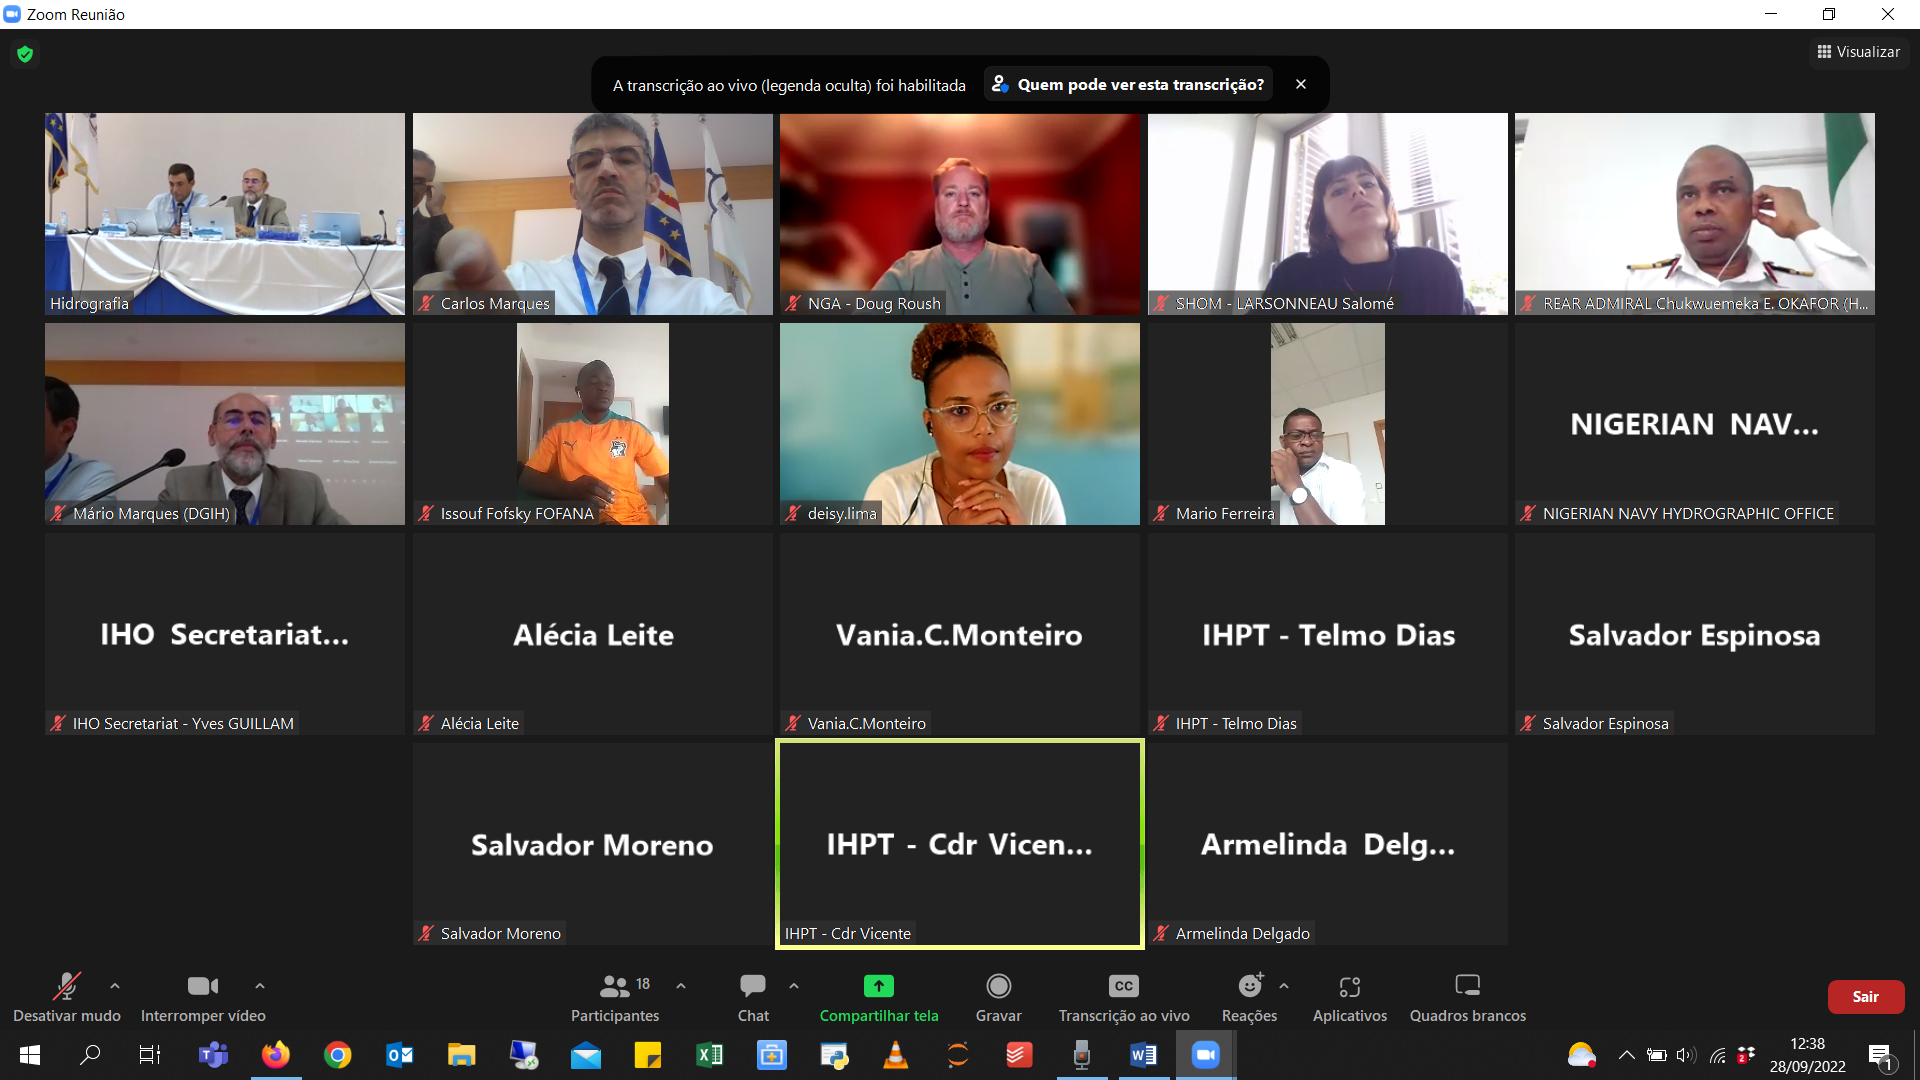 Zoom Reunião
Visualizar
A transcrição ao vivo (legenda oculta) foi habilitada
Quem pode ver esta transcrição?
Hidrografia
Carlos Marques
NGA - Doug Roush
SHOM - LARSONNEAU Salomé
REAR ADMIRAL Chukwuemeka E. OKAFOR (H...
Mário Marques (DGIH)
Issouf Fofsky FOFANA
deisy.lima
Mario Ferreira
NIGERIAN NAV...
NIGERIAN NAVY HYDROGRAPHIC OFFICE
IHO Secretariat...
IHO Secretariat - Yves GUILLAM
Alécia Leite
Alécia Leite
Vania.C.Monteiro
Vania.C.Monteiro
IHPT - Telmo Dias
IHPT - Telmo Dias
Salvador Espinosa
Salvador Espinosa
Salvador Moreno
Salvador Moreno
IHPT - Cdr Vicen...
IHPT - Cdr Vicente
Armelinda Delg...
Armelinda Delgado
Desativar mudo
Interromper vídeo
18
Participantes
Chat
Compartilhar tela
Gravar
CC
Transcrição ao vivo
Reações
Aplicativos
Quadros brancos
Sair
12:38
28/09/2022
1